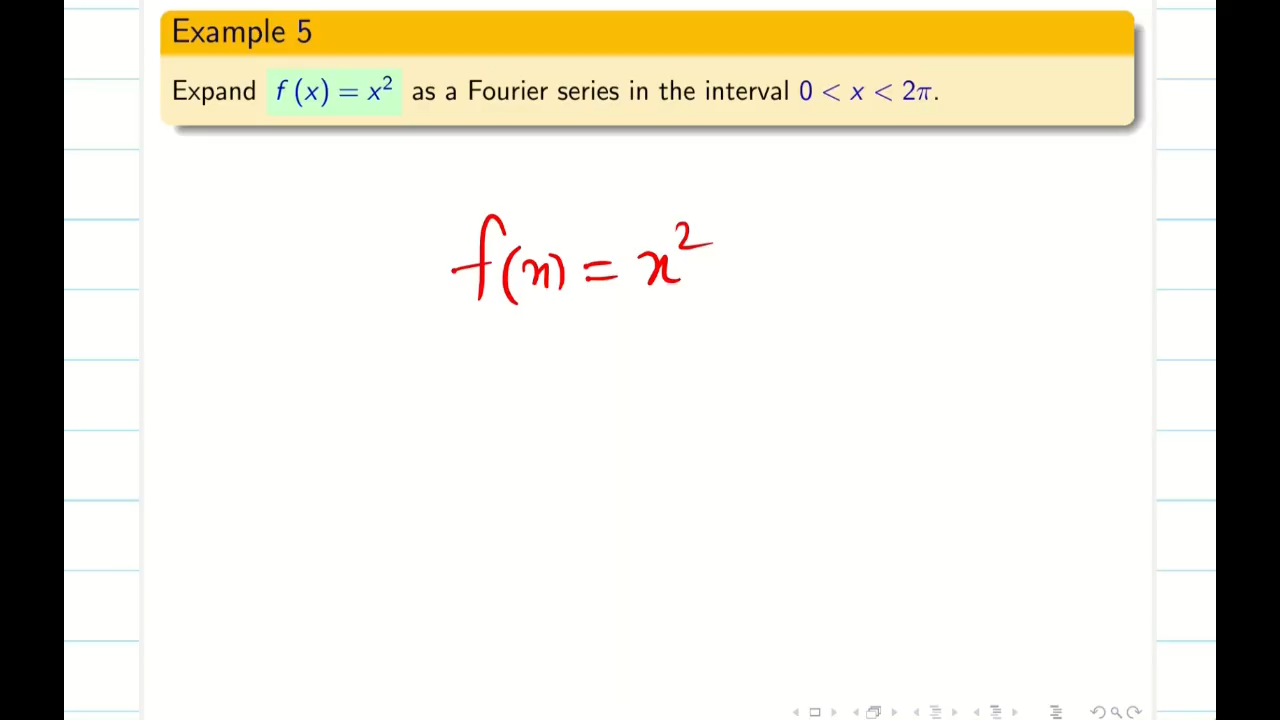 Example 5
Expand f (x) = x² as a Fourier series in the interval 0 < x < 2π.
f(x) = x²